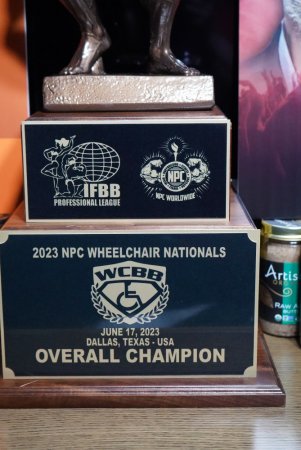 IFBB
PROFESSIONAL LEAGUE
NPC
NPC WORLDWIDE
2023 NPC WHEELCHAIR NATIONALS
WCBB
JUNE 17, 2023
DALLAS, TEXAS - USA
OVERALL CHAMPION
Artis
RAW A